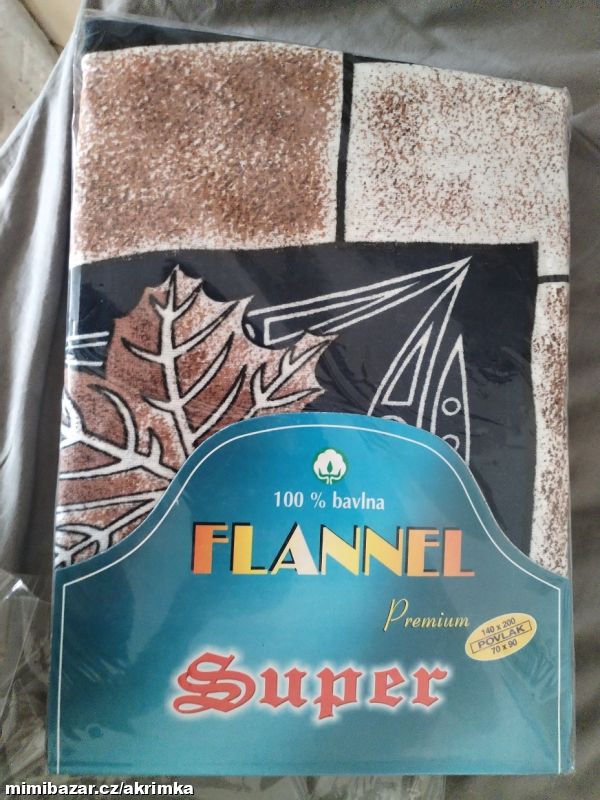 100 % bavlna
FLANNEL
Premium
140 x 200
POVLAK
70 x 90
Super
mimibazar.cz/akrimka